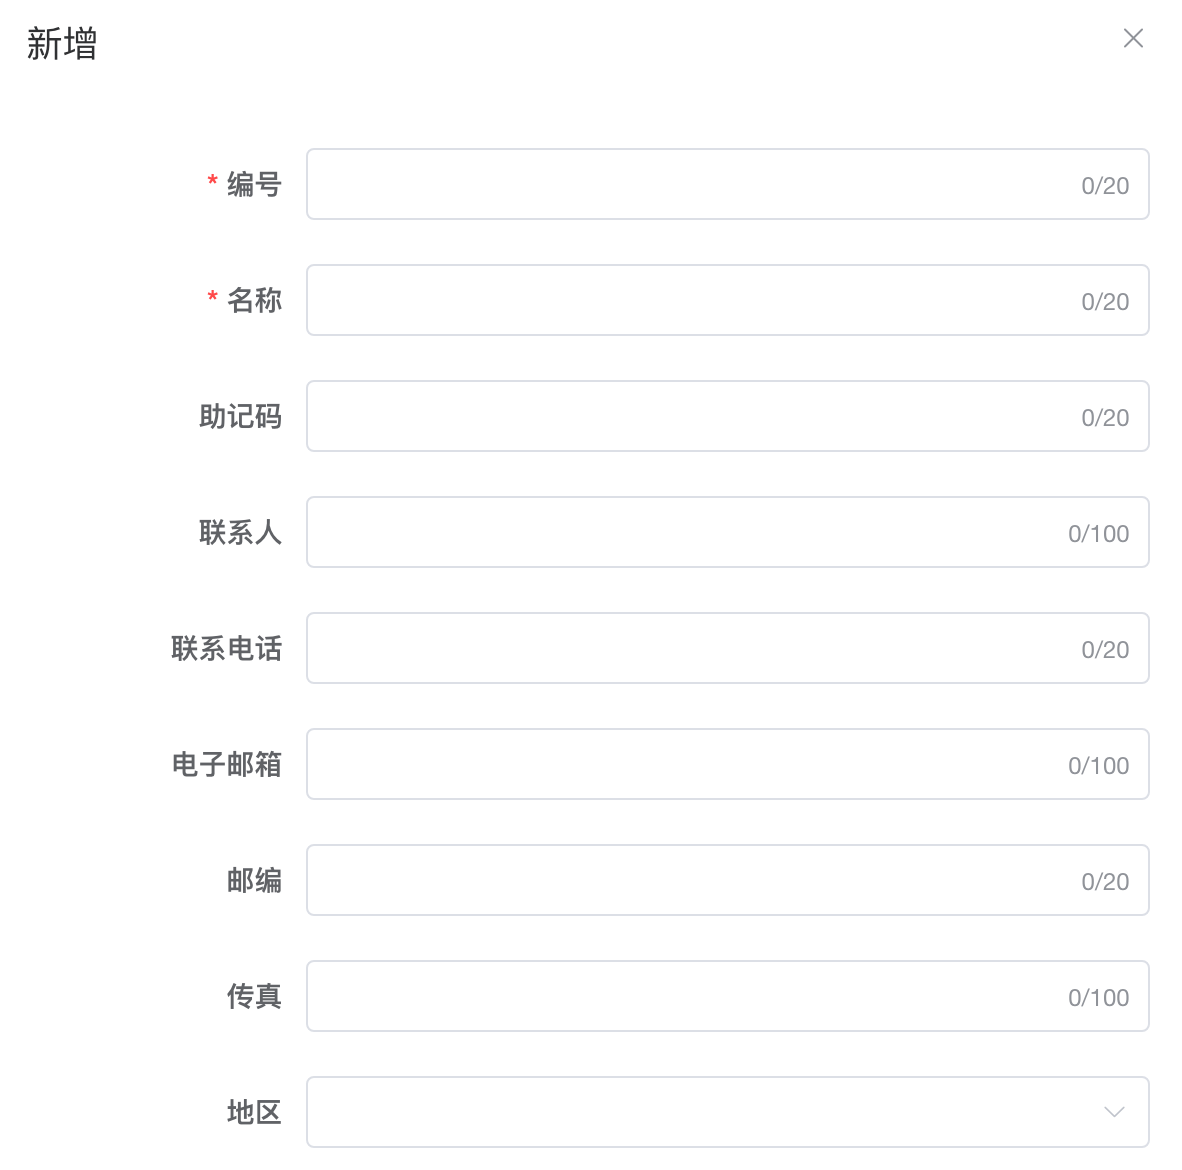 新增
* 编号 0/20
* 名称 0/20
助记码 0/20
联系人 0/100
联系电话 0/20
电子邮箱 0/100
邮编 0/20
传真 0/100
地区